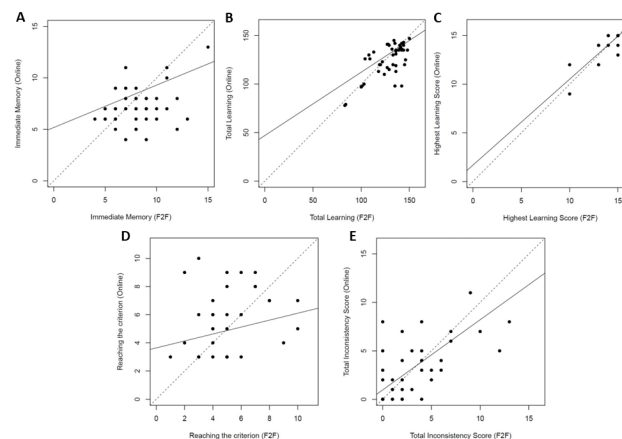 A
Immediate Memory (Online)
15
10
5
0
0 5 10 15
Immediate Memory (F2F)
B
Total Learning (Online)
150
100
50
0
0 50 100 150
Total Learning (F2F)
C
Highest Learning Score (Online)
15
10
5
0
0 5 10 15
Highest Learning Score (F2F)
D
Reaching the criterion (Online)
10
8
6
4
2
0
0 2 4 6 8 10
Reaching the criterion (F2F)
E
Total Inconsistency Score (Online)
15
10
5
0
0 5 10 15
Total Inconsistency Score (F2F)